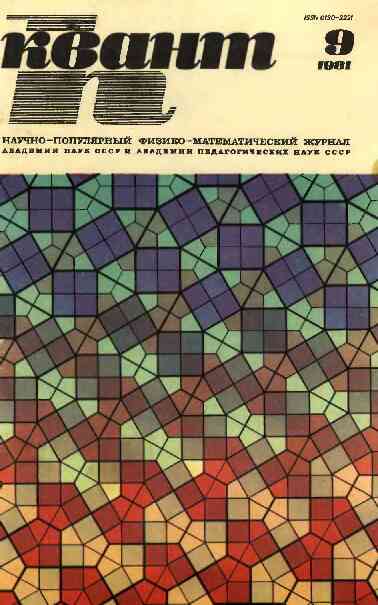 ISSN 0130-2221
квант
9
1981
НАУЧНО-ПОПУЛЯРНЫЙ ФИЗИКО-МАТЕМАТИЧЕСКИЙ ЖУРНАЛ
АКАДЕМИИ НАУК СССР И АКАДЕМИИ ПЕДАГОГИЧЕСКИХ НАУК СССР